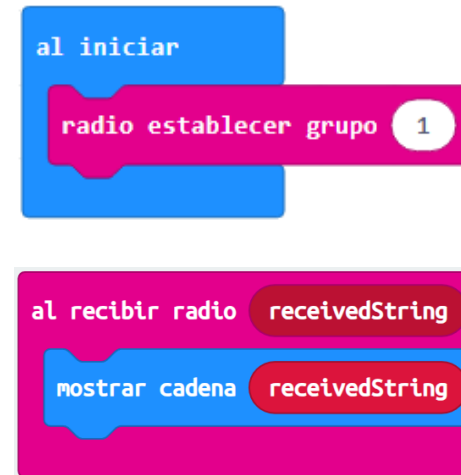 al iniciar
radio establecer grupo 1
al recibir radio receivedString
mostrar cadena receivedString